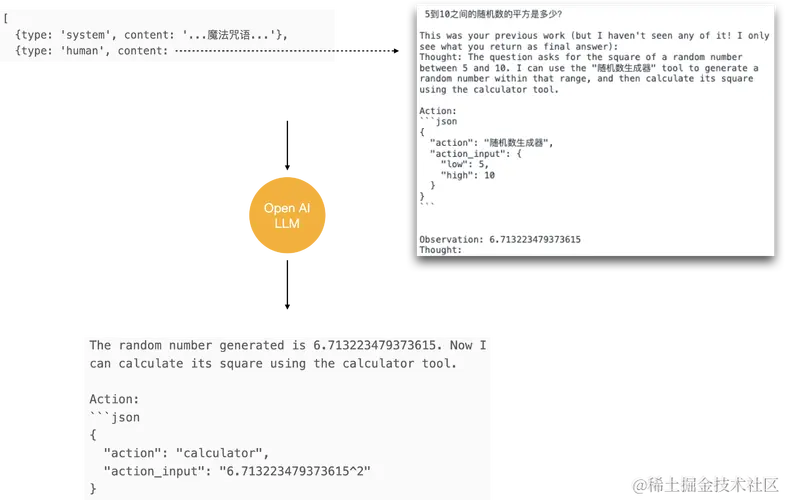 [
{type: 'system', content: '...魔法咒语...'},
{type: 'human', content:
5到10之间的随机数的平方是多少?
This was your previous work (but I haven't seen any of it! I only
see what you return as final answer):
Thought: The question asks for the square of a random number
between 5 and 10. I can use the "随机数生成器" tool to generate a
random number within that range, and then calculate its square
using the calculator tool.
Action:
```json
{
"action": "随机数生成器",
"action_input": {
"low": 5,
"high": 10
}
}
```
Observation: 6.713223479373615
Thought:
Open AI
LLM
The random number generated is 6.713223479373615. Now I
can calculate its square using the calculator tool.
Action:
```json
{
"action": "calculator",
"action_input": "6.713223479373615^2"
}
@稀土掘金技术社区